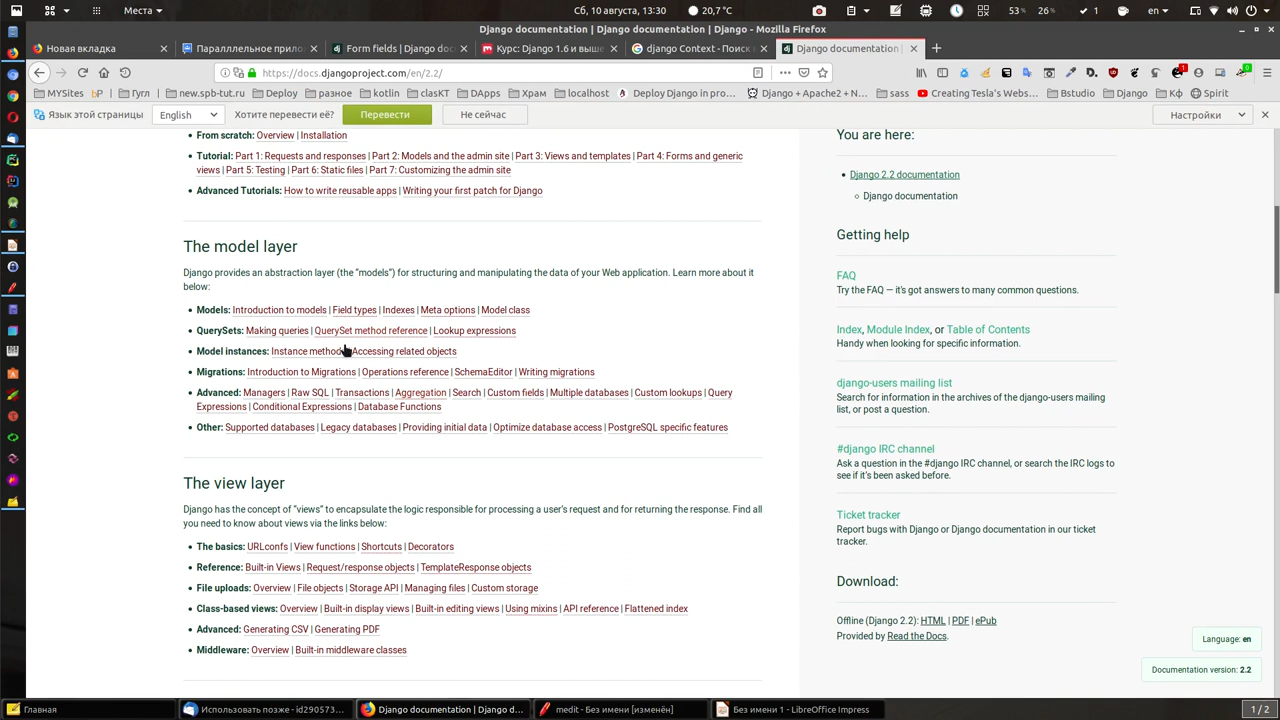 Места
Сб, 10 августа, 13:30
20,7 °C
53% 26% 1 en
Django documentation | Django documentation | Django - Mozilla Firefox
Новая вкладка
Параллельное прило
Form fields | Django doc
Курс: Django 1.6 и выше
django Context - Поиск
Django documentation |
https://docs.djangoproject.com/en/2.2/
MYSites
Гугл
new.spb-tut.ru
Deploy
разное
kotlin
claskT
DApps
Храм
localhost
Deploy Django in pro...
Django + Apache2 + N...
sass
Creating Tesla's Webs...
Bstudio
Django
Кф
Spirit
Язык этой страницы
English
Хотите перевести её?
Перевести
Не сейчас
Настройки
From scratch: Overview | Installation
Tutorial: Part 1: Requests and responses | Part 2: Models and the admin site | Part 3: Views and templates | Part 4: Forms and generic
views | Part 5: Testing | Part 6: Static files | Part 7: Customizing the admin site
Advanced Tutorials: How to write reusable apps | Writing your first patch for Django
The model layer
Django provides an abstraction layer (the “models”) for structuring and manipulating the data of your Web application. Learn more about it
below:
Models: Introduction to models | Field types | Indexes | Meta options | Model class
QuerySets: Making queries | QuerySet method reference | Lookup expressions
Model instances: Instance method Accessing related objects
Migrations: Introduction to Migrations | Operations reference | SchemaEditor | Writing migrations
Advanced: Managers | Raw SQL | Transactions | Aggregation | Search | Custom fields | Multiple databases | Custom lookups | Query
Expressions | Conditional Expressions | Database Functions
Other: Supported databases | Legacy databases | Providing initial data | Optimize database access | PostgreSQL specific features
The view layer
Django has the concept of “views” to encapsulate the logic responsible for processing a user’s request and for returning the response. Find all
you need to know about views via the links below:
The basics: URLconfs | View functions | Shortcuts | Decorators
Reference: Built-in Views | Request/response objects | TemplateResponse objects
File uploads: Overview | File objects | Storage API | Managing files | Custom storage
Class-based views: Overview | Built-in display views | Built-in editing views | Using mixins | API reference | Flattened index
Advanced: Generating CSV | Generating PDF
Middleware: Overview | Built-in middleware classes
You are here:
Django 2.2 documentation
Django documentation
Getting help
FAQ
Try the FAQ — it's got answers to many common questions.
Index, Module Index, or Table of Contents
Handy when looking for specific information.
django-users mailing list
Search for information in the archives of the django-users mailing
list, or post a question.
#django IRC channel
Ask a question in the #django IRC channel, or search the IRC logs to
see if it’s been asked before.
Ticket tracker
Report bugs with Django or Django documentation in our ticket
tracker.
Download:
Offline (Django 2.2): HTML | PDF | ePub
Provided by Read the Docs.
Language: en
Documentation version: 2.2
Главная
Использовать позже - id290573...
Django documentation | Django d...
medit - Без имени [изменён]
Без имени 1 - LibreOffice Impress
1 / 2